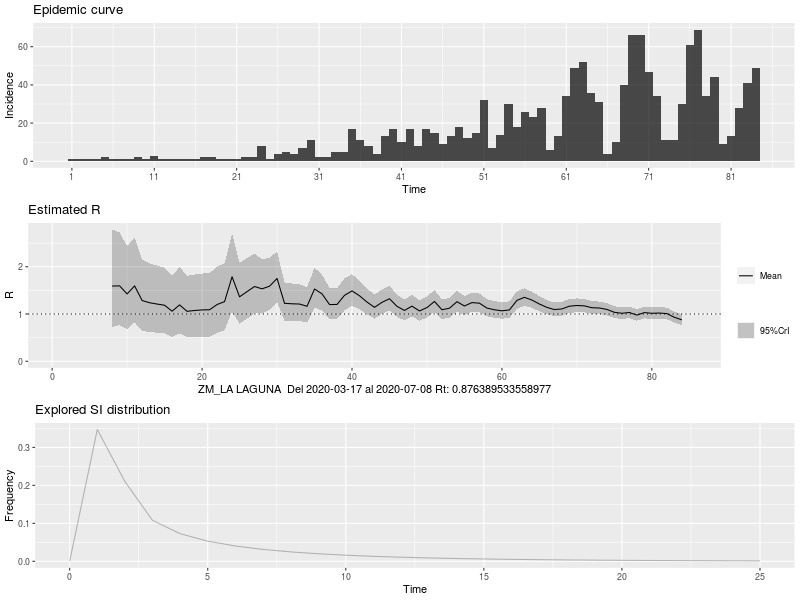 Epidemic curve
60
40
20
0
Incidence
1 11 21 31 41 51 61 71 81
Time
Estimated R
2
1
0
R
Mean
95%CrI
0 20 40 60 80
ZM_LA LAGUNA Del 2020-03-17 al 2020-07-08 Rt: 0.876389533558977
Explored SI distribution
0.3
0.2
0.1
0.0
Frequency
0 5 10 15 20 25
Time